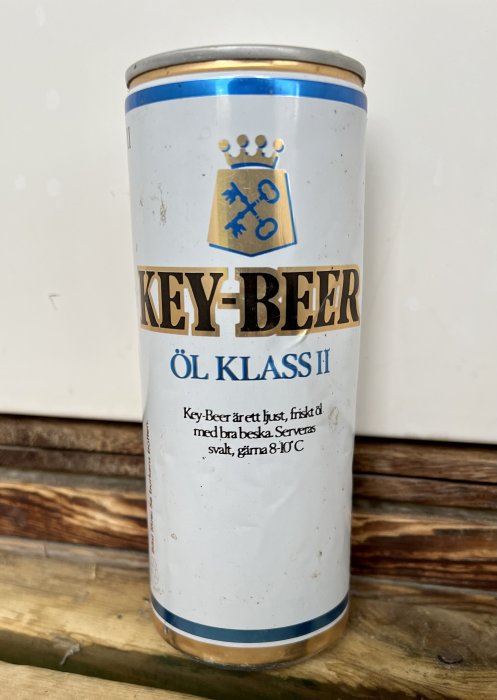 KEY-BEER
ÖL KLASS II
Key-Beer är ett ljust, friskt öl
med bra beska. Serveras
svalt, gärna 8-10°C